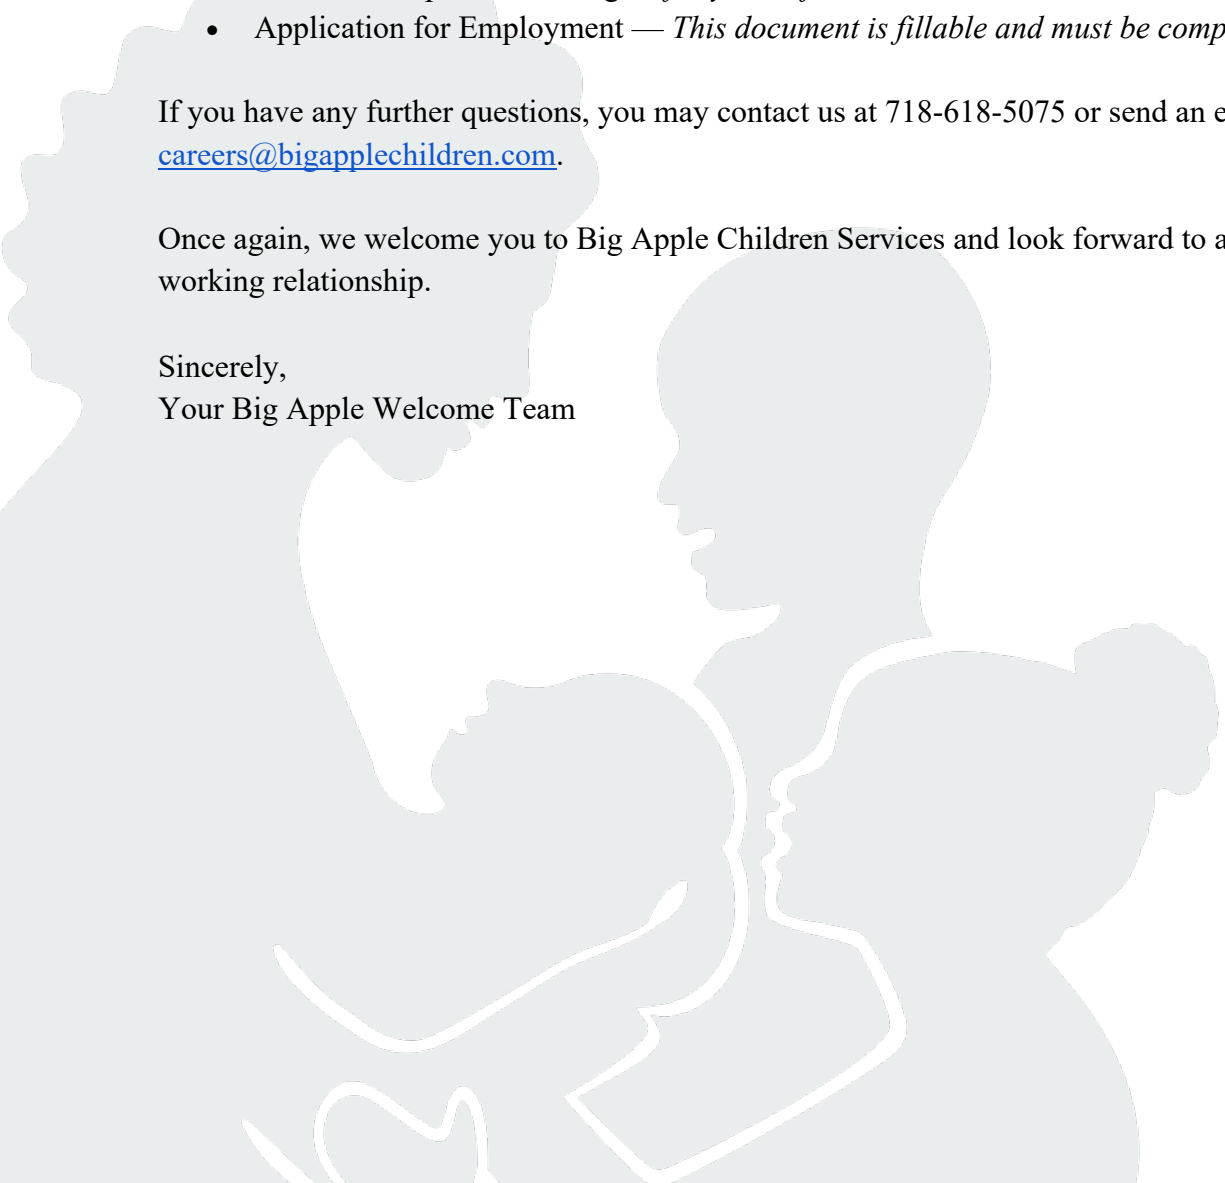 • Application for Employment — This document is fillable and must be comp
If you have any further questions, you may contact us at 718-618-5075 or send an e
careers@bigapplechildren.com.
Once again, we welcome you to Big Apple Children Services and look forward to a
working relationship.
Sincerely,
Your Big Apple Welcome Team